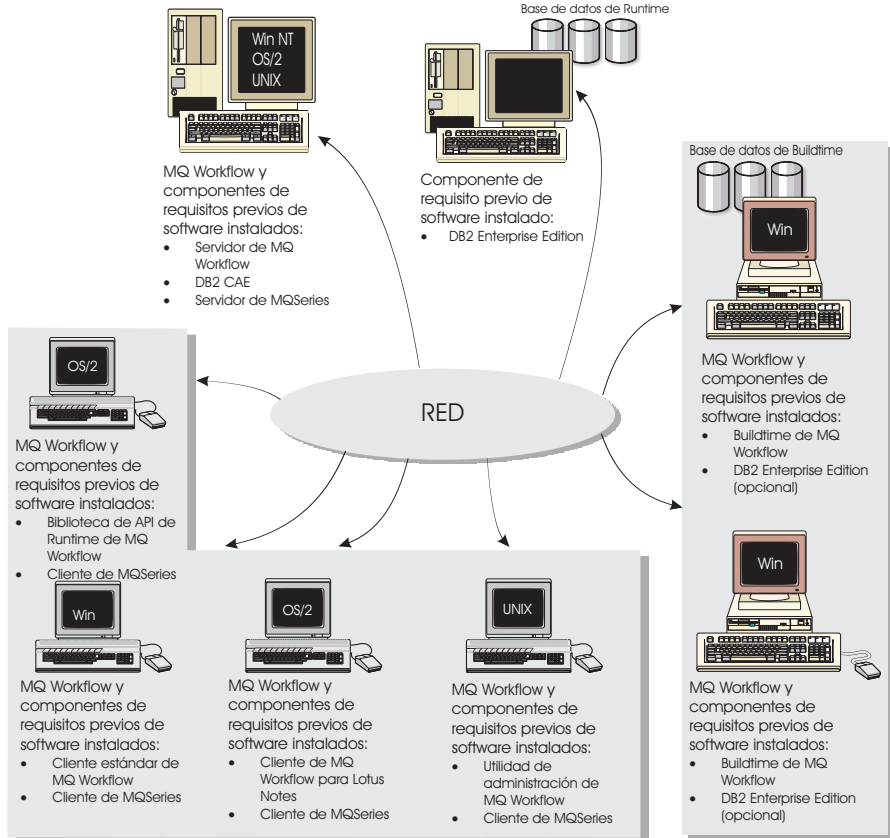 Base de datos de Runtime
Win NT
OS/2
UNIX
MQ Workflow y
componentes de
requisitos previos de
software instalados:
• Servidor de MQ
Workflow
• DB2 CAE
• Servidor de MQSeries
Componente de
requisito previo de
software instalado:
• DB2 Enterprise Edition
Base de datos de Buildtime
Win
MQ Workflow y
componentes de
requisitos previos de
software instalados:
• Buildtime de MQ
Workflow
• DB2 Enterprise Edition
(opcional)
RED
OS/2
MQ Workflow y
componentes de
requisitos previos de
software instalados:
• Biblioteca de API de
Runtime de MQ
Workflow
• Cliente de MQSeries
Win
MQ Workflow y
componentes de
requisitos previos de
software instalados:
• Cliente estándar de
MQ Workflow
• Cliente de MQSeries
OS/2
MQ Workflow y
componentes de
requisitos previos de
software instalados:
• Cliente de MQ
Workflow para Lotus
Notes
• Cliente de MQSeries
UNIX
MQ Workflow y
componentes de
requisitos previos de
software instalados:
• Utilidad de
administración de
MQ Workflow
• Cliente de MQSeries
Win
MQ Workflow y
componentes de
requisitos previos de
software instalados:
• Buildtime de MQ
Workflow
• DB2 Enterprise Edition
(opcional)